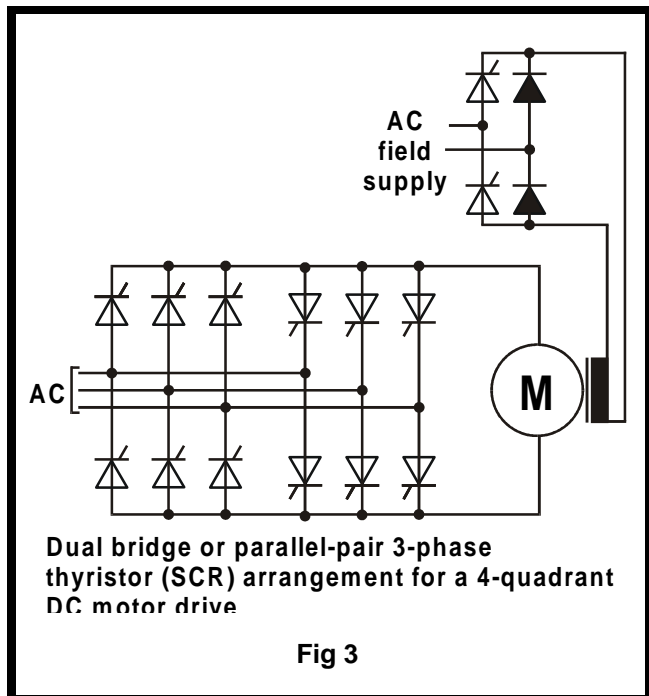 AC
field
supply
AC
M
Dual bridge or parallel-pair 3-phase
thyristor (SCR) arrangement for a 4-quadrant
DC motor drive
Fig 3